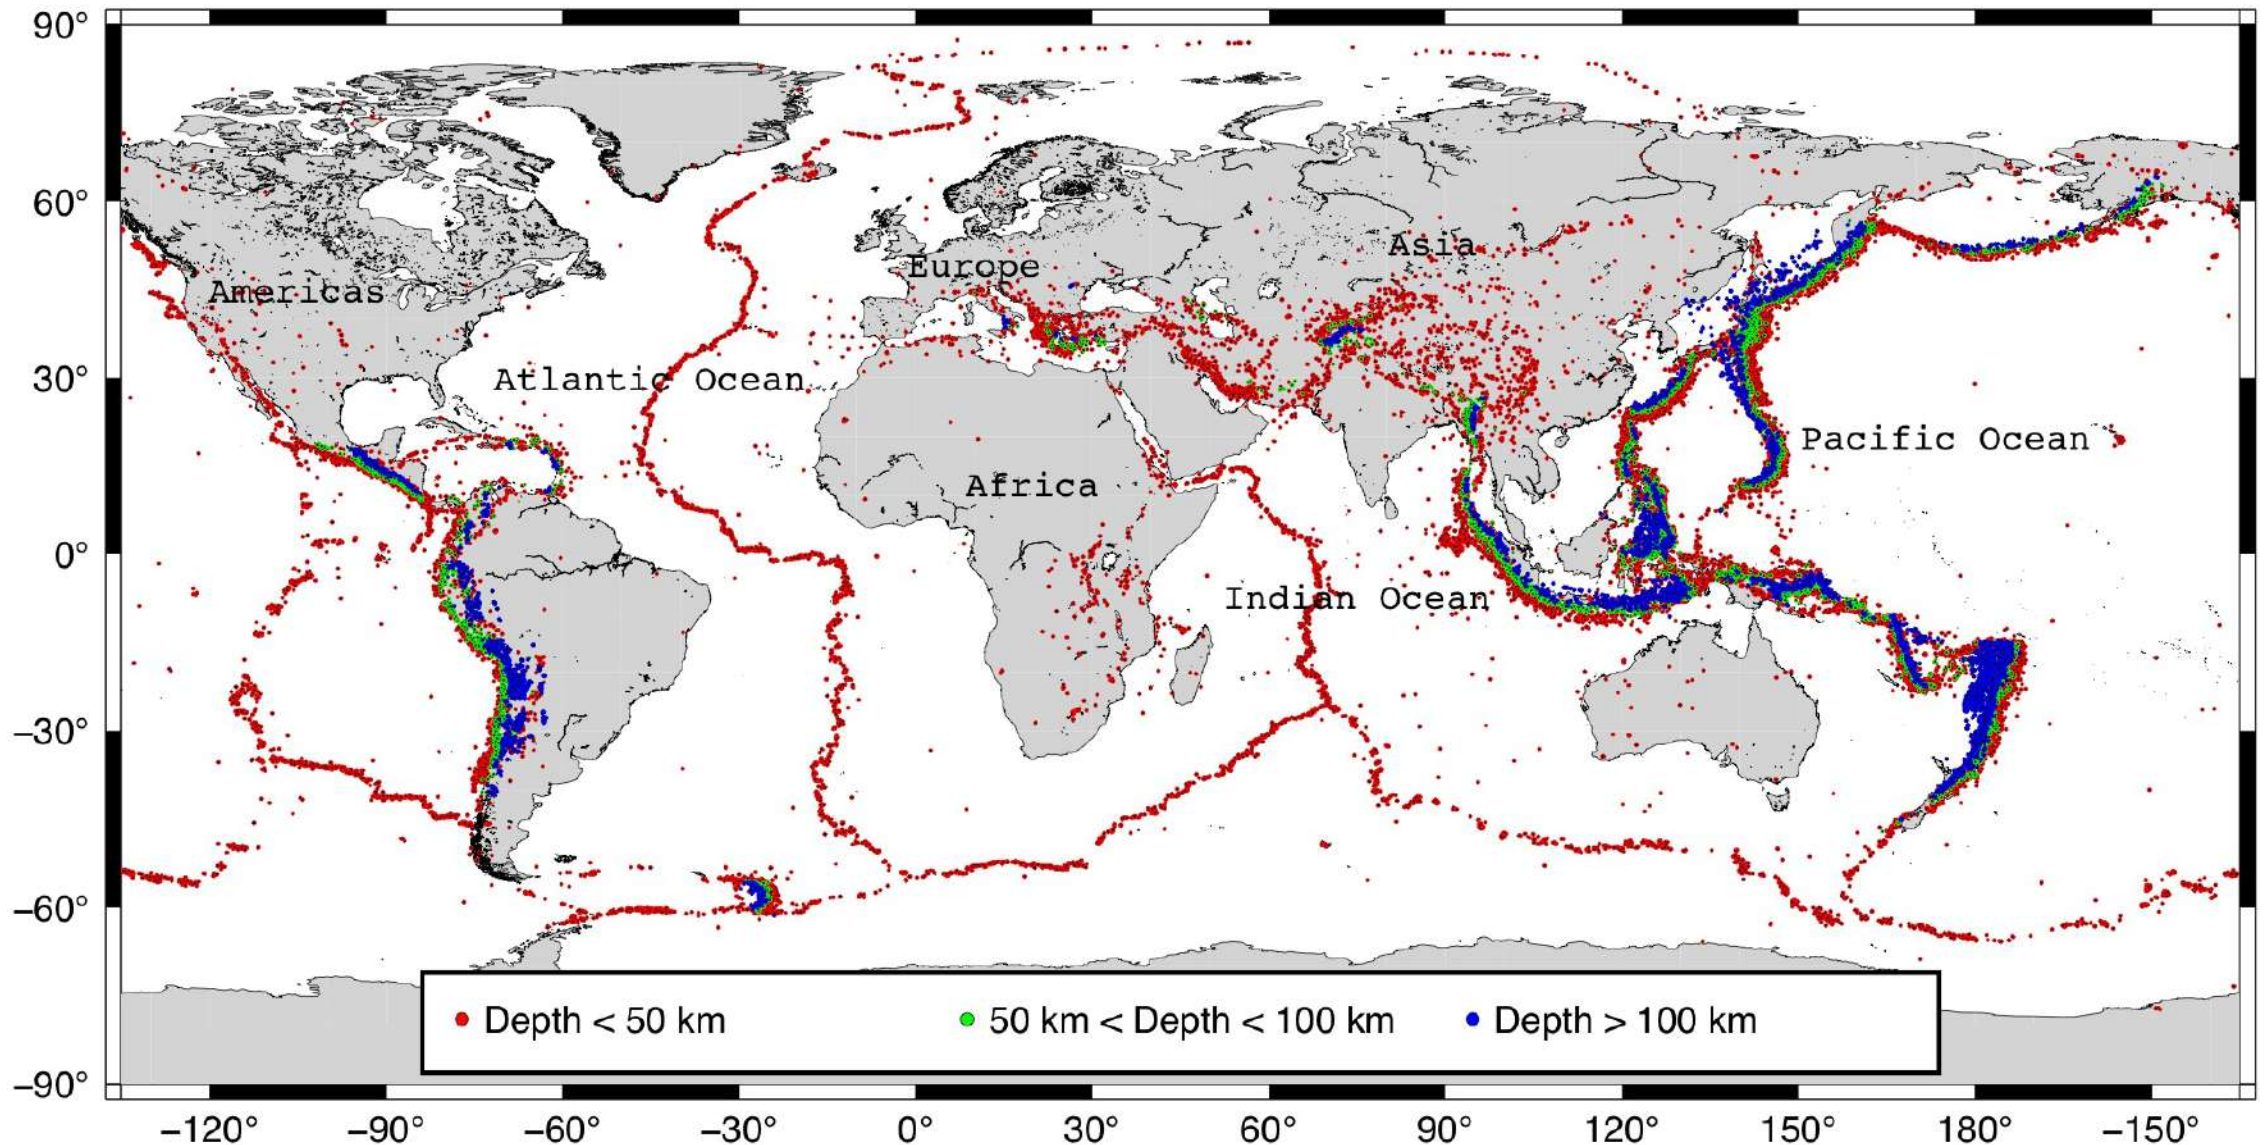 90°
60°
30°
0°
−30°
−60°
−90°
Asia
Europe
Americas
Atlantic Ocean
Pacific Ocean
Africa
Indian Ocean
Depth < 50 km
50 km < Depth < 100 km
Depth > 100 km
−120° −90° −60° −30° 0° 30° 60° 90° 120° 150° 180° −150°